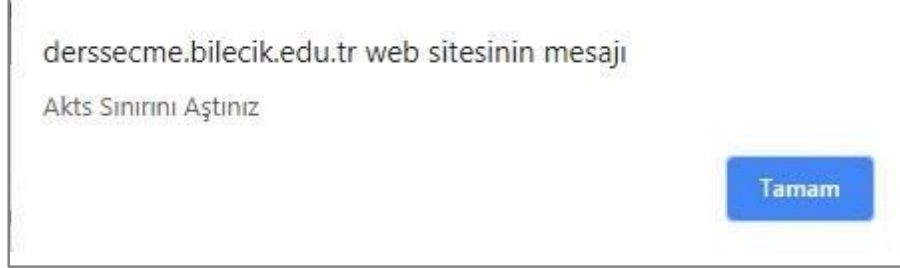 derssecme.bilecik.edu.tr web sitesinin mesajı
Akts Sınırını Aştınız
Tamam